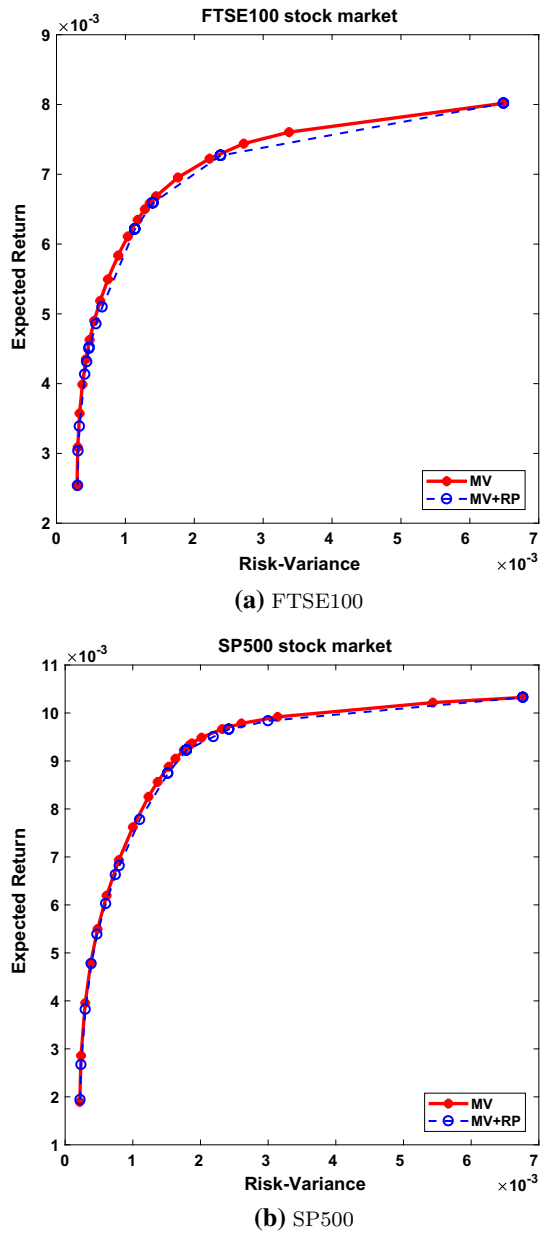 FTSE100 stock market
×10⁻³
9
8
7
6
5
4
3
2
Expected Return
MV
MV+RP
0 1 2 3 4 5 6 7
Risk-Variance
×10⁻³
(a) FTSE100
SP500 stock market
×10⁻³
11
10
9
8
7
6
5
4
3
2
1
Expected Return
MV
MV+RP
0 1 2 3 4 5 6 7
Risk-Variance
×10⁻³
(b) SP500